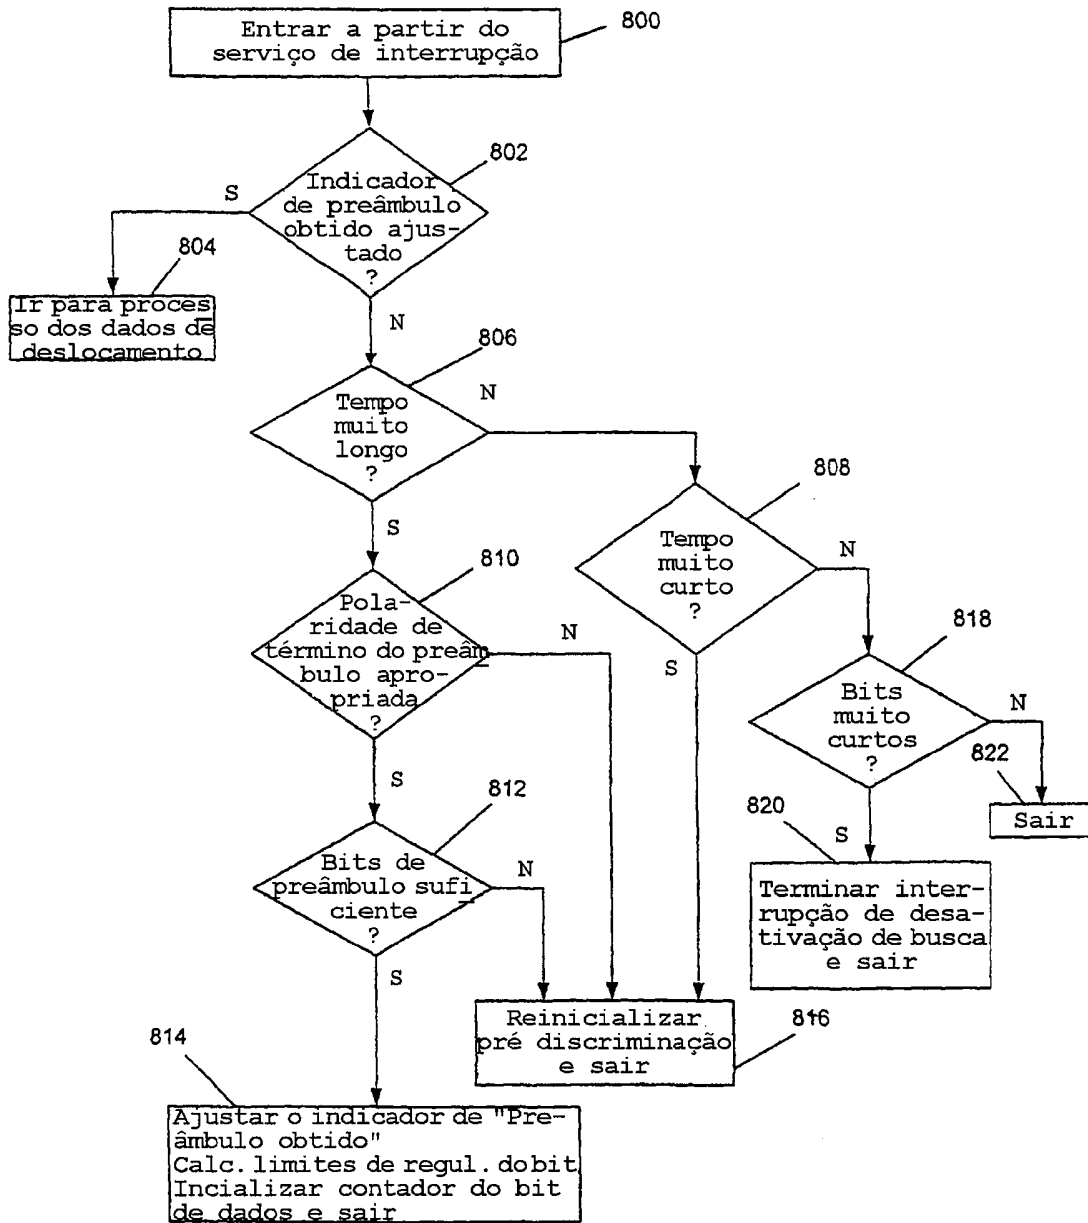 Entrar a partir do
serviço de interrupção
800
802
Indicador
de preâmbulo
obtido ajus-
tado
?
S
N
804
Ir para proces
so dos dados de
deslocamento
806
Tempo
muito
longo
?
N
S
808
Tempo
muito
curto
?
N
S
810
Pola-
ridade de
término do preâm
bulo apro-
priada
?
N
S
818
Bits
muito
curtos
?
N
S
822
Sair
820
Terminar inter-
rupção de desa-
tivação de busca
e sair
812
Bits de
preâmbulo sufi
ciente
?
N
S
816
Reinicializar
pré discriminação
e sair
814
Ajustar o indicador de "Pre-
âmbulo obtido"
Calc. limites de regul. do bit
Incializar contador do bit
de dados e sair